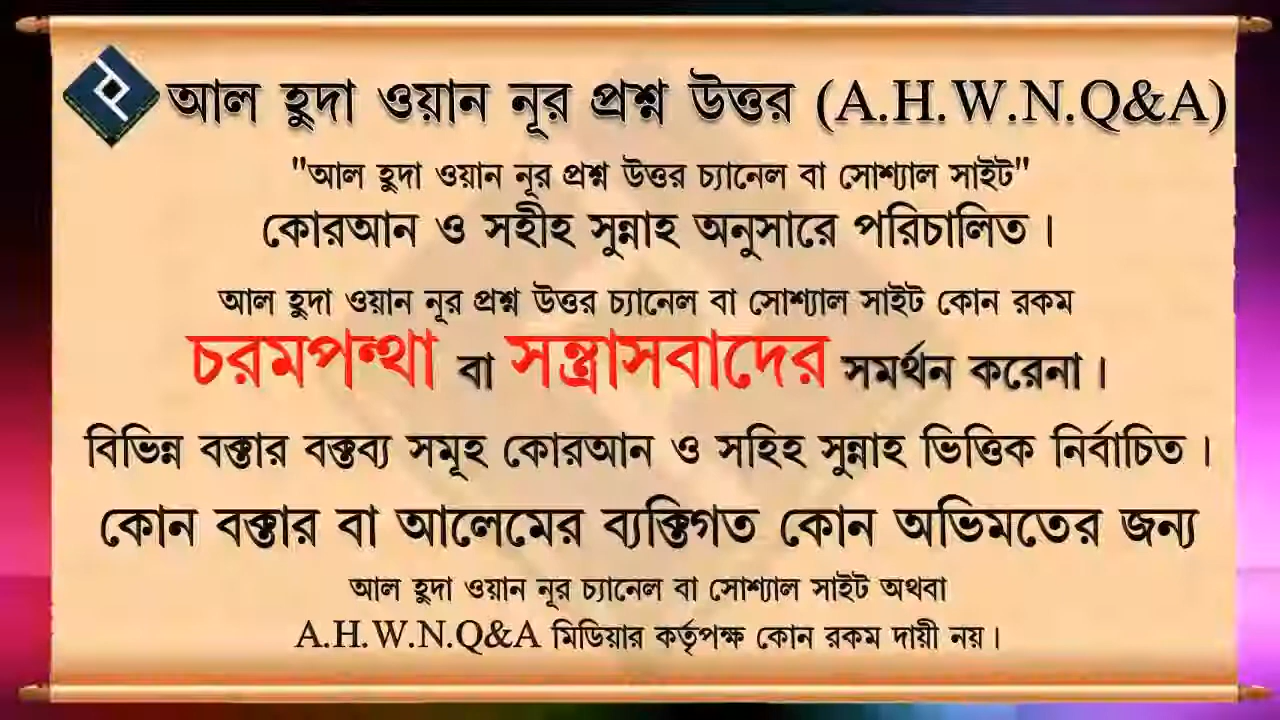 আল হুদা ওয়ান নূর প্রশ্ন উত্তর (A.H.W.N.Q&A)
"আল হুদা ওয়ান নূর প্রশ্ন উত্তর চ্যানেল বা সোশ্যাল সাইট"
কোরআন ও সহীহ সুন্নাহ অনুসারে পরিচালিত।
আল হুদা ওয়ান নূর প্রশ্ন উত্তর চ্যানেল বা সোশ্যাল সাইট কোন রকম
চরমপন্থা বা সন্ত্রাসবাদের সমর্থন করেনা।
বিভিন্ন বক্তার বক্তব্য সমূহ কোরআন ও সহিহ সুন্নাহ ভিত্তিক নির্বাচিত।
কোন বক্তার বা আলেমের ব্যক্তিগত কোন অভিমতের জন্য
আল হুদা ওয়ান নূর চ্যানেল বা সোশ্যাল সাইট অথবা
A.H.W.N.Q&A মিডিয়ার কর্তৃপক্ষ কোন রকম দায়ী নয়।